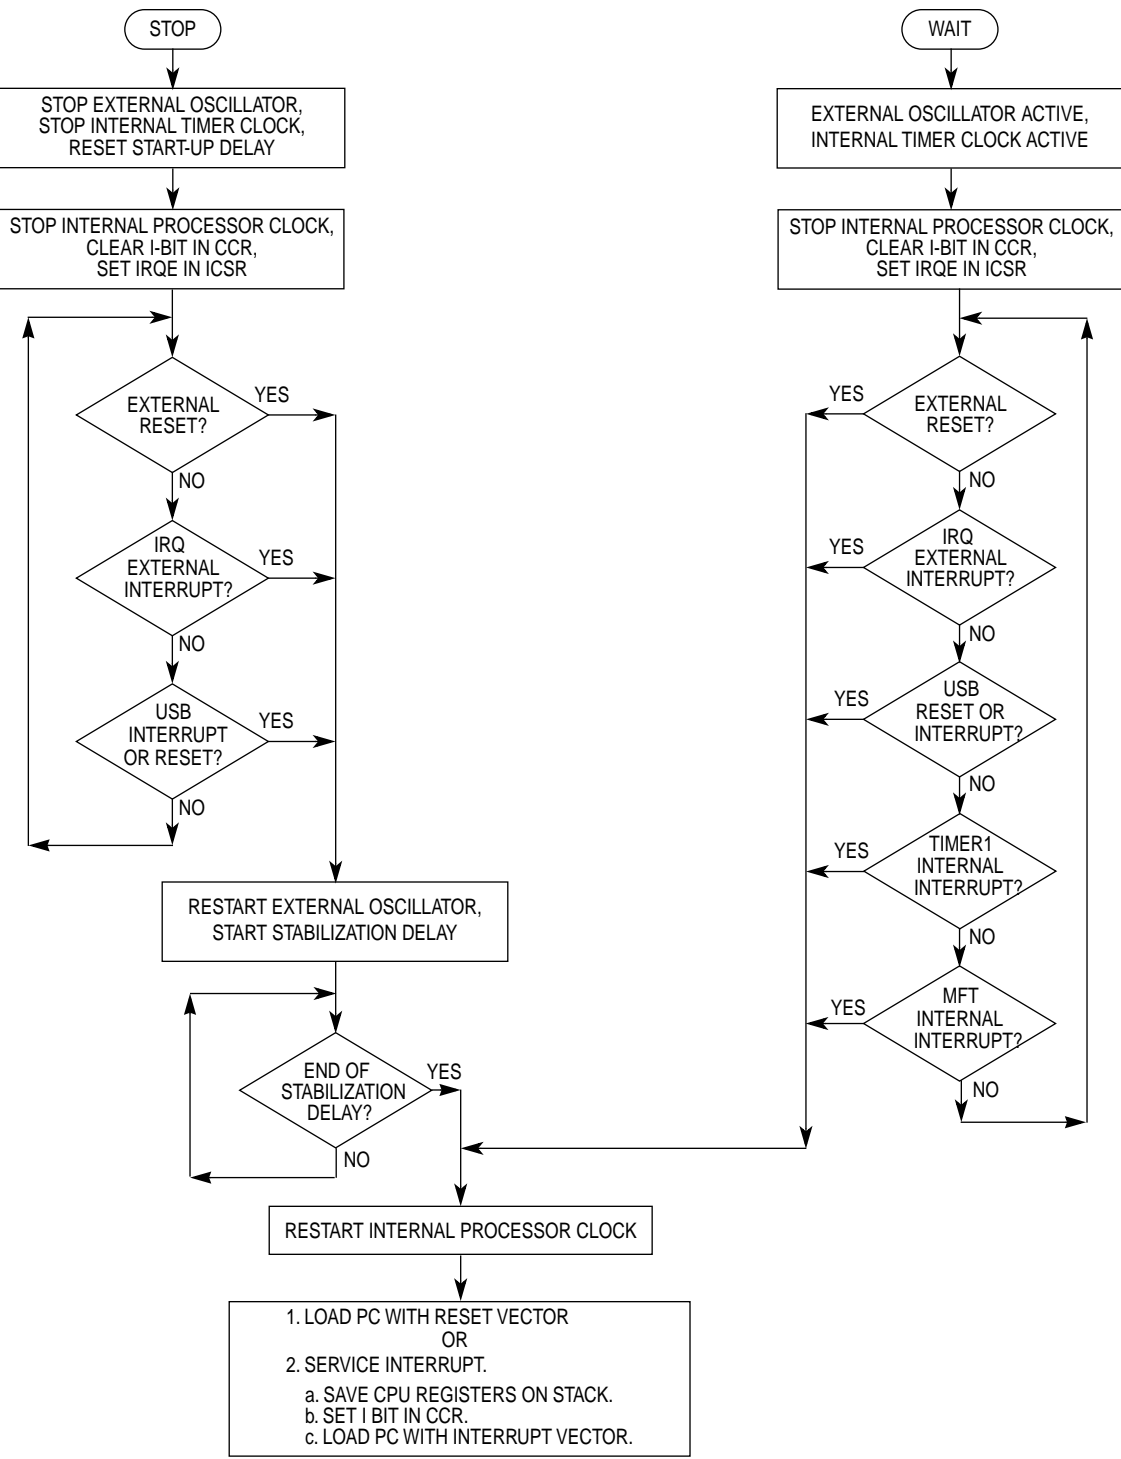 STOP
STOP EXTERNAL OSCILLATOR,
STOP INTERNAL TIMER CLOCK,
RESET START-UP DELAY
STOP INTERNAL PROCESSOR CLOCK,
CLEAR I-BIT IN CCR,
SET IRQE IN ICSR
EXTERNAL
RESET?
YES
NO
IRQ
EXTERNAL
INTERRUPT?
YES
NO
USB
INTERRUPT
OR RESET?
YES
NO
RESTART EXTERNAL OSCILLATOR,
START STABILIZATION DELAY
END OF
STABILIZATION
DELAY?
YES
NO
WAIT
EXTERNAL OSCILLATOR ACTIVE,
INTERNAL TIMER CLOCK ACTIVE
STOP INTERNAL PROCESSOR CLOCK,
CLEAR I-BIT IN CCR,
SET IRQE IN ICSR
EXTERNAL
RESET?
YES
NO
IRQ
EXTERNAL
INTERRUPT?
YES
NO
USB
RESET OR
INTERRUPT?
YES
NO
TIMER1
INTERNAL
INTERRUPT?
YES
NO
MFT
INTERNAL
INTERRUPT?
YES
NO
RESTART INTERNAL PROCESSOR CLOCK
1. LOAD PC WITH RESET VECTOR
OR
2. SERVICE INTERRUPT.
a. SAVE CPU REGISTERS ON STACK.
b. SET I BIT IN CCR.
c. LOAD PC WITH INTERRUPT VECTOR.